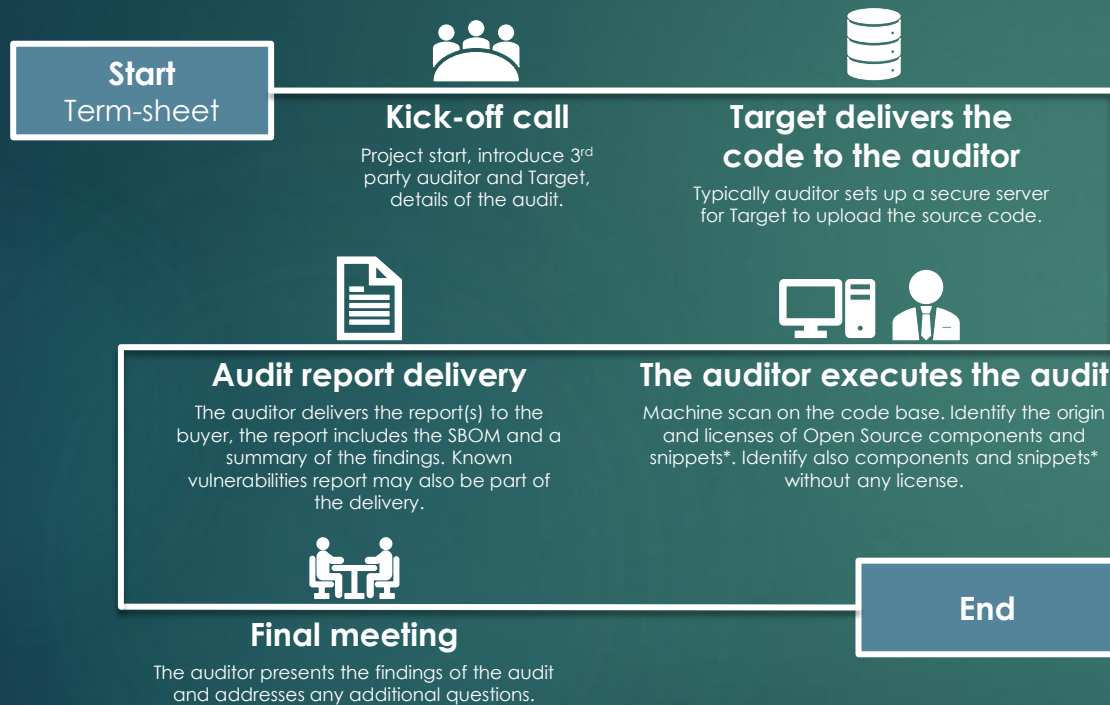 Start
Term-sheet
Kick-off call
Project start, introduce 3rd
party auditor and Target,
details of the audit.
Target delivers the
code to the auditor
Typically auditor sets up a secure server
for Target to upload the source code.
Audit report delivery
The auditor delivers the report(s) to the
buyer, the report includes the SBOM and a
summary of the findings. Known
vulnerabilities report may also be part of
the delivery.
The auditor executes the audit
Machine scan on the code base. Identify the origin
and licenses of Open Source components and
snippets*. Identify also components and snippets*
without any license.
Final meeting
The auditor presents the findings of the audit
and addresses any additional questions.
End